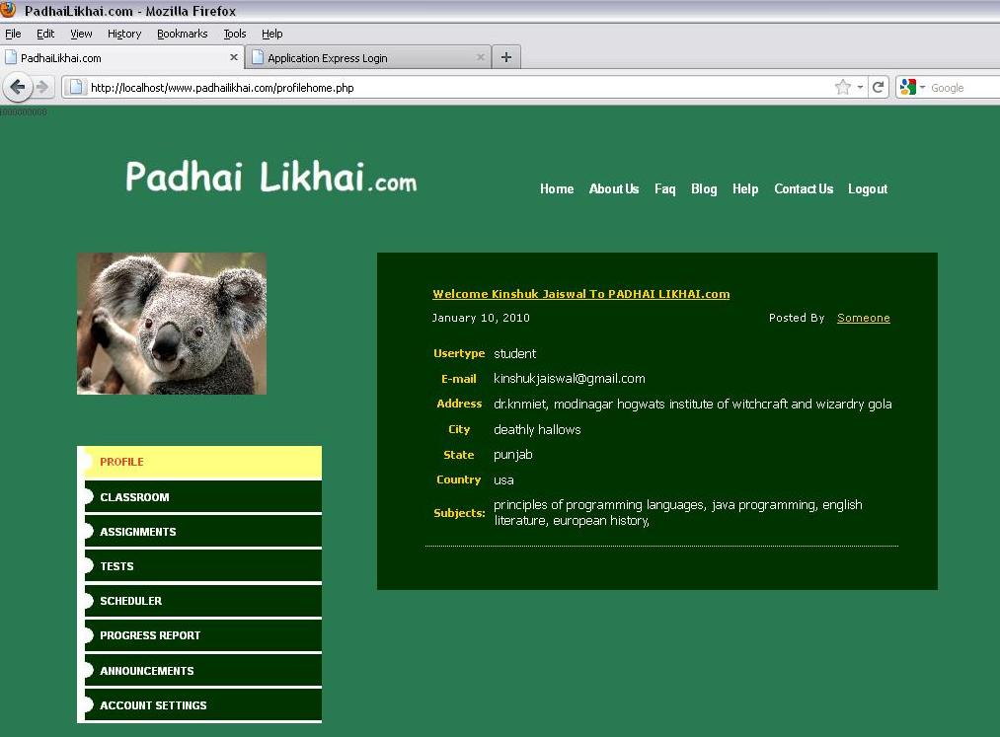 PadhaiLikhai.com - Mozilla Firefox
File Edit View History Bookmarks Tools Help
PadhaiLikhai.com
Application Express Login
http://localhost/www.padhailikhai.com/profilehome.php
Google
1000000000
Padhai Likhai.com
Home About Us Faq Blog Help Contact Us Logout
Welcome Kinshuk Jaiswal To PADHAI LIKHAI.com
January 10, 2010 Posted By Someone
Usertype student
E-mail kinshukjaiswal@gmail.com
Address dr.knmiet, modinagar hogwats institute of witchcraft and wizardry gola
City deathly hallows
State punjab
Country usa
Subjects: principles of programming languages, java programming, english
literature, european history,
PROFILE
CLASSROOM
ASSIGNMENTS
TESTS
SCHEDULER
PROGRESS REPORT
ANNOUNCEMENTS
ACCOUNT SETTINGS